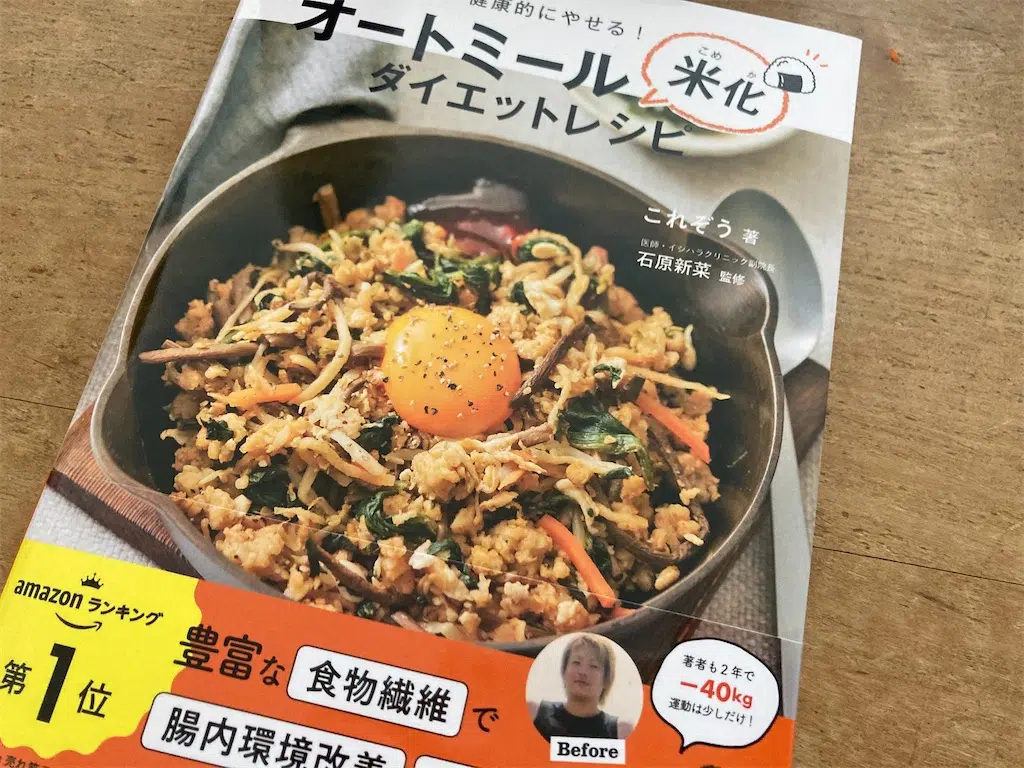 健康的にやせる!
オートミール
こめか
米化
ダイエットレシピ
これぞう 著
医師・イシハラクリニック副院長
石原新菜 監修
amazon ランキング
第1位
豊富な
食物繊維
で
腸内環境改善
Before
著者も2年で
−40kg
運動は少しだけ!